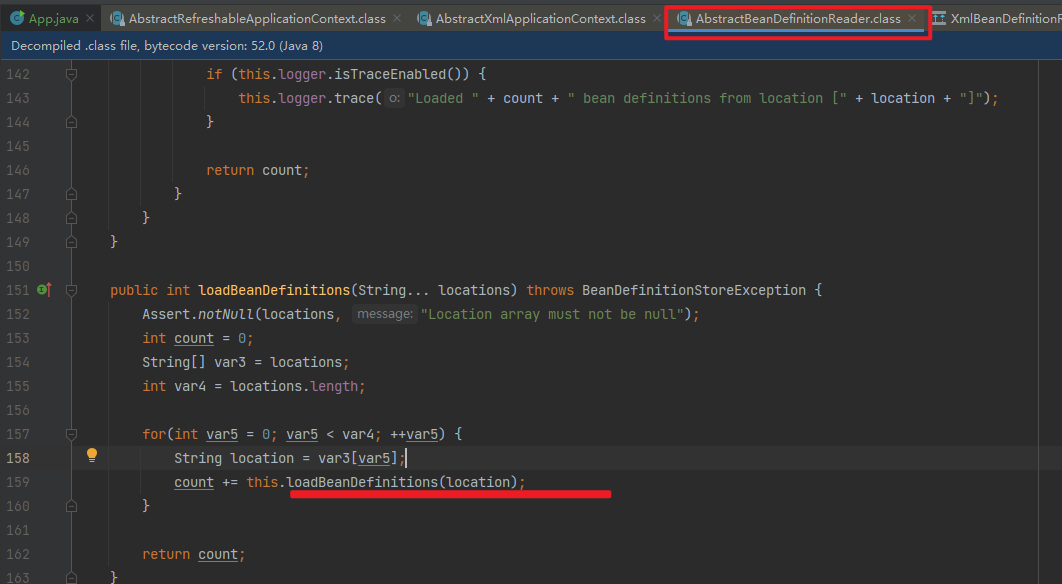 App.java AbstractRefreshableApplicationContext.class AbstractXmlApplicationContext.class AbstractBeanDefinitionReader.class XmlBeanDefinitionR
Decompiled .class file, bytecode version: 52.0 (Java 8)
142 if (this.logger.isTraceEnabled()) {
143 this.logger.trace( o: "Loaded " + count + " bean definitions from location [" + location + "]");
144 }
145
146 return count;
147 }
148 }
149 }
150
151 public int loadBeanDefinitions(String... locations) throws BeanDefinitionStoreException {
152 Assert.notNull(locations, message: "Location array must not be null");
153 int count = 0;
154 String[] var3 = locations;
155 int var4 = locations.length;
156
157 for(int var5 = 0; var5 < var4; ++var5) {
158 String location = var3[var5];
159 count += this.loadBeanDefinitions(location);
160 }
161
162 return count;
163 }